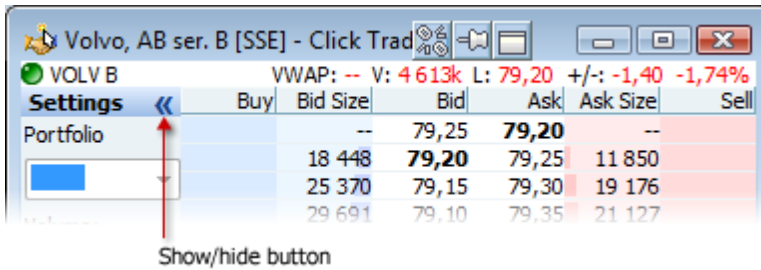 Volvo, AB ser. B [SSE] - Click Trad
VOLV B VWAP: -- V: 4 613k L: 79,20 +/-: -1,40 -1,74%
Settings « Buy Bid Size Bid Ask Ask Size Sell
Portfolio -- 79,25 79,20 --
18 448 79,20 79,25 11 850
25 370 79,15 79,30 19 176
29 691 79,10 79,35 21 127
Show/hide button